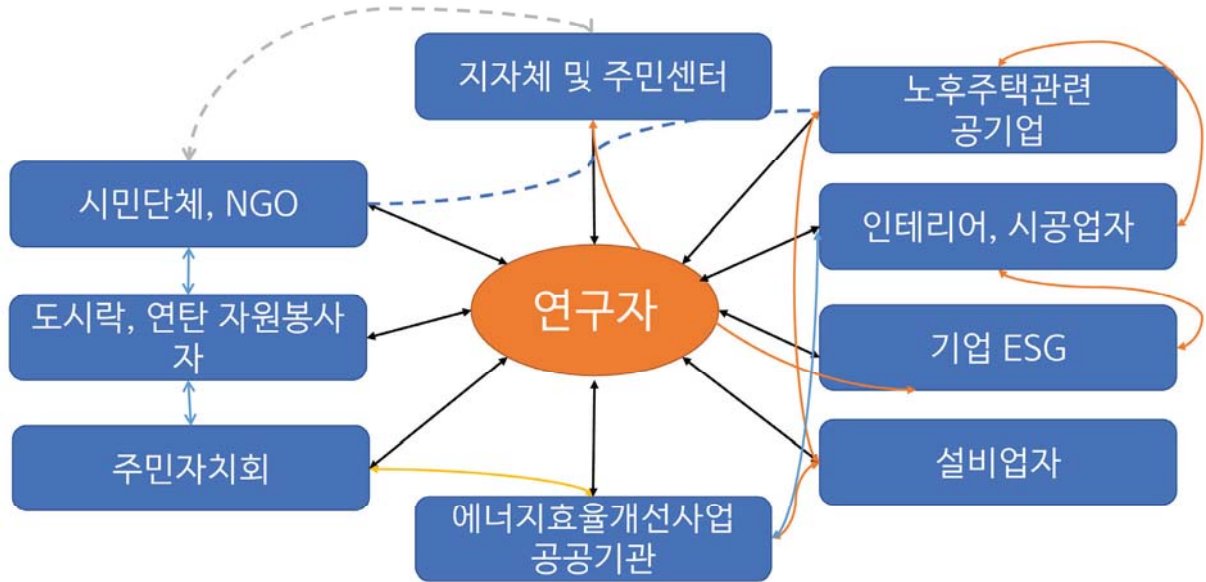 지자체 및 주민센터
노후주택관련
공기업
시민단체, NGO
인테리어, 시공업자
연구자
도시락, 연탄 자원봉사
자
기업 ESG
주민자치회
설비업자
에너지효율개선사업
공공기관